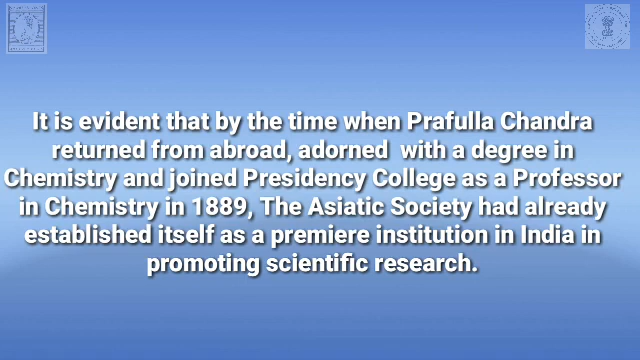 It is evident that by the time when Prafulla Chandra
returned from abroad, adorned with a degree in
Chemistry and joined Presidency College as a Professor
in Chemistry in 1889, The Asiatic Society had already
established itself as a premiere institution in India in
promoting scientific research.